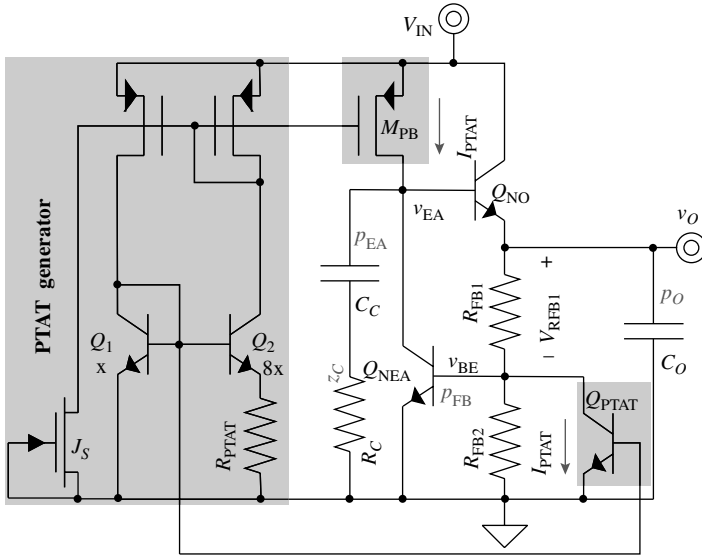 V_IN
M_PB
I_PTAT
Q_NO
v_EA
v_O
p_EA
C_C
R_FB1
+
V_RFB1
−
p_O
C_O
PTAT generator
Q_1
x
Q_2
8x
z_C
Q_NEA
v_BE
p_FB
Q_PTAT
J_S
R_PTAT
R_C
R_FB2
I_PTAT